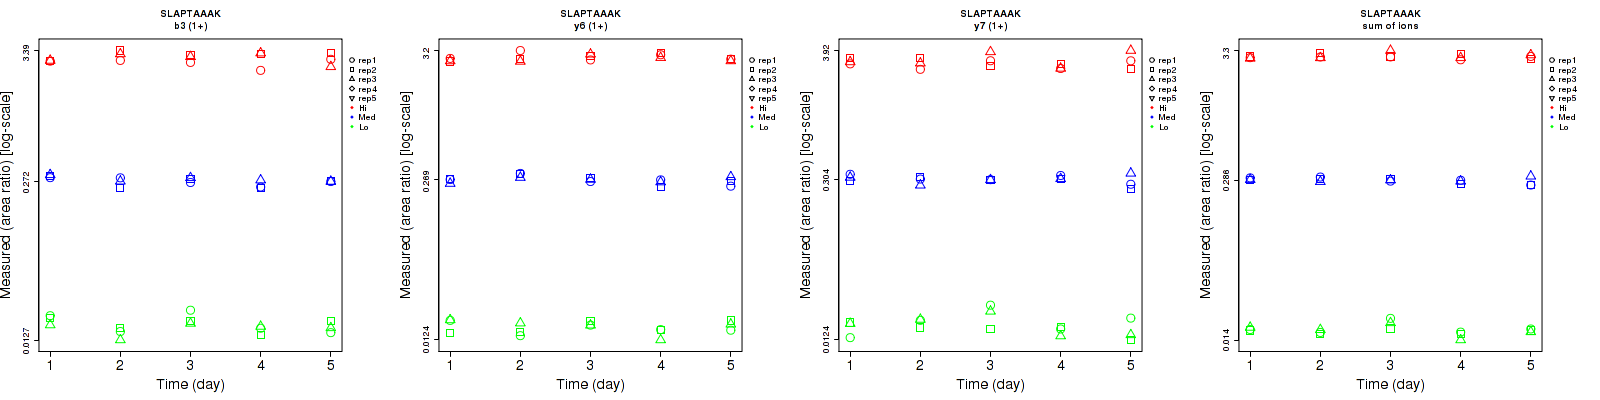 SLAPTAAAK
b3 (1+)
3.39
0.272
0.0127
Measured (area ratio) [log-scale]
1 2 3 4 5
Time (day)
rep1
rep2
rep3
rep4
rep5
Hi
Med
Lo
SLAPTAAAK
y6 (1+)
3.2
0.269
0.0124
Measured (area ratio) [log-scale]
1 2 3 4 5
Time (day)
rep1
rep2
rep3
rep4
rep5
Hi
Med
Lo
SLAPTAAAK
y7 (1+)
3.92
0.304
0.0124
Measured (area ratio) [log-scale]
1 2 3 4 5
Time (day)
rep1
rep2
rep3
rep4
rep5
Hi
Med
Lo
SLAPTAAAK
sum of ions
3.3
0.286
0.014
Measured (area ratio) [log-scale]
1 2 3 4 5
Time (day)
rep1
rep2
rep3
rep4
rep5
Hi
Med
Lo